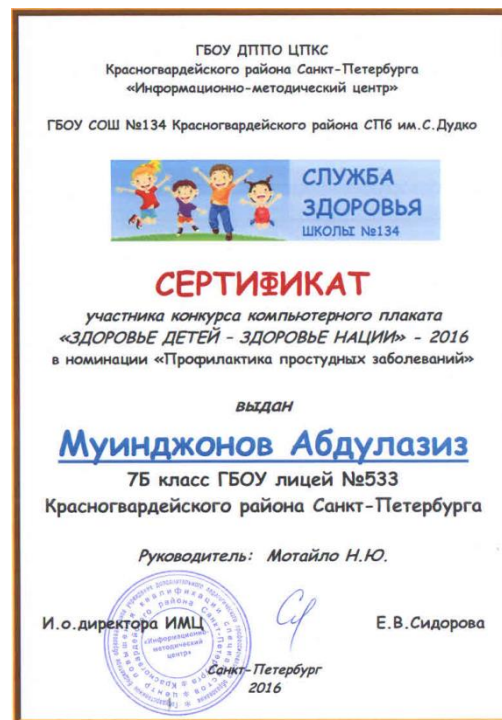 ГБОУ ДППО ЦПКС
Красногвардейского района Санкт-Петербурга
«Информационно-методический центр»
ГБОУ СОШ №134 Красногвардейского района СПб им.С.Дудко
СЛУЖБА
ЗДОРОВЬЯ
ШКОЛЫ №134
СЕРТИФИКАТ
участника конкурса компьютерного плаката
«ЗДОРОВЬЕ ДЕТЕЙ – ЗДОРОВЬЕ НАЦИИ» - 2016
в номинации «Профилактика простудных заболеваний»
выдан
Муинджонов Абдулазиз
7Б класс ГБОУ лицей №533
Красногвардейского района Санкт-Петербурга
Руководитель: Мотайло Н.Ю.
И.о.директора ИМЦ
Е.В.Сидорова
«Информационно-
методический
центр»
Санкт-Петербург
2016